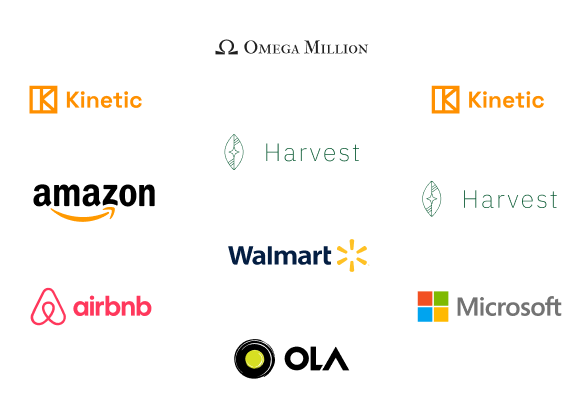 Omega Million
Kinetic
Kinetic
Harvest
amazon
Harvest
Walmart
airbnb
Microsoft
OLA